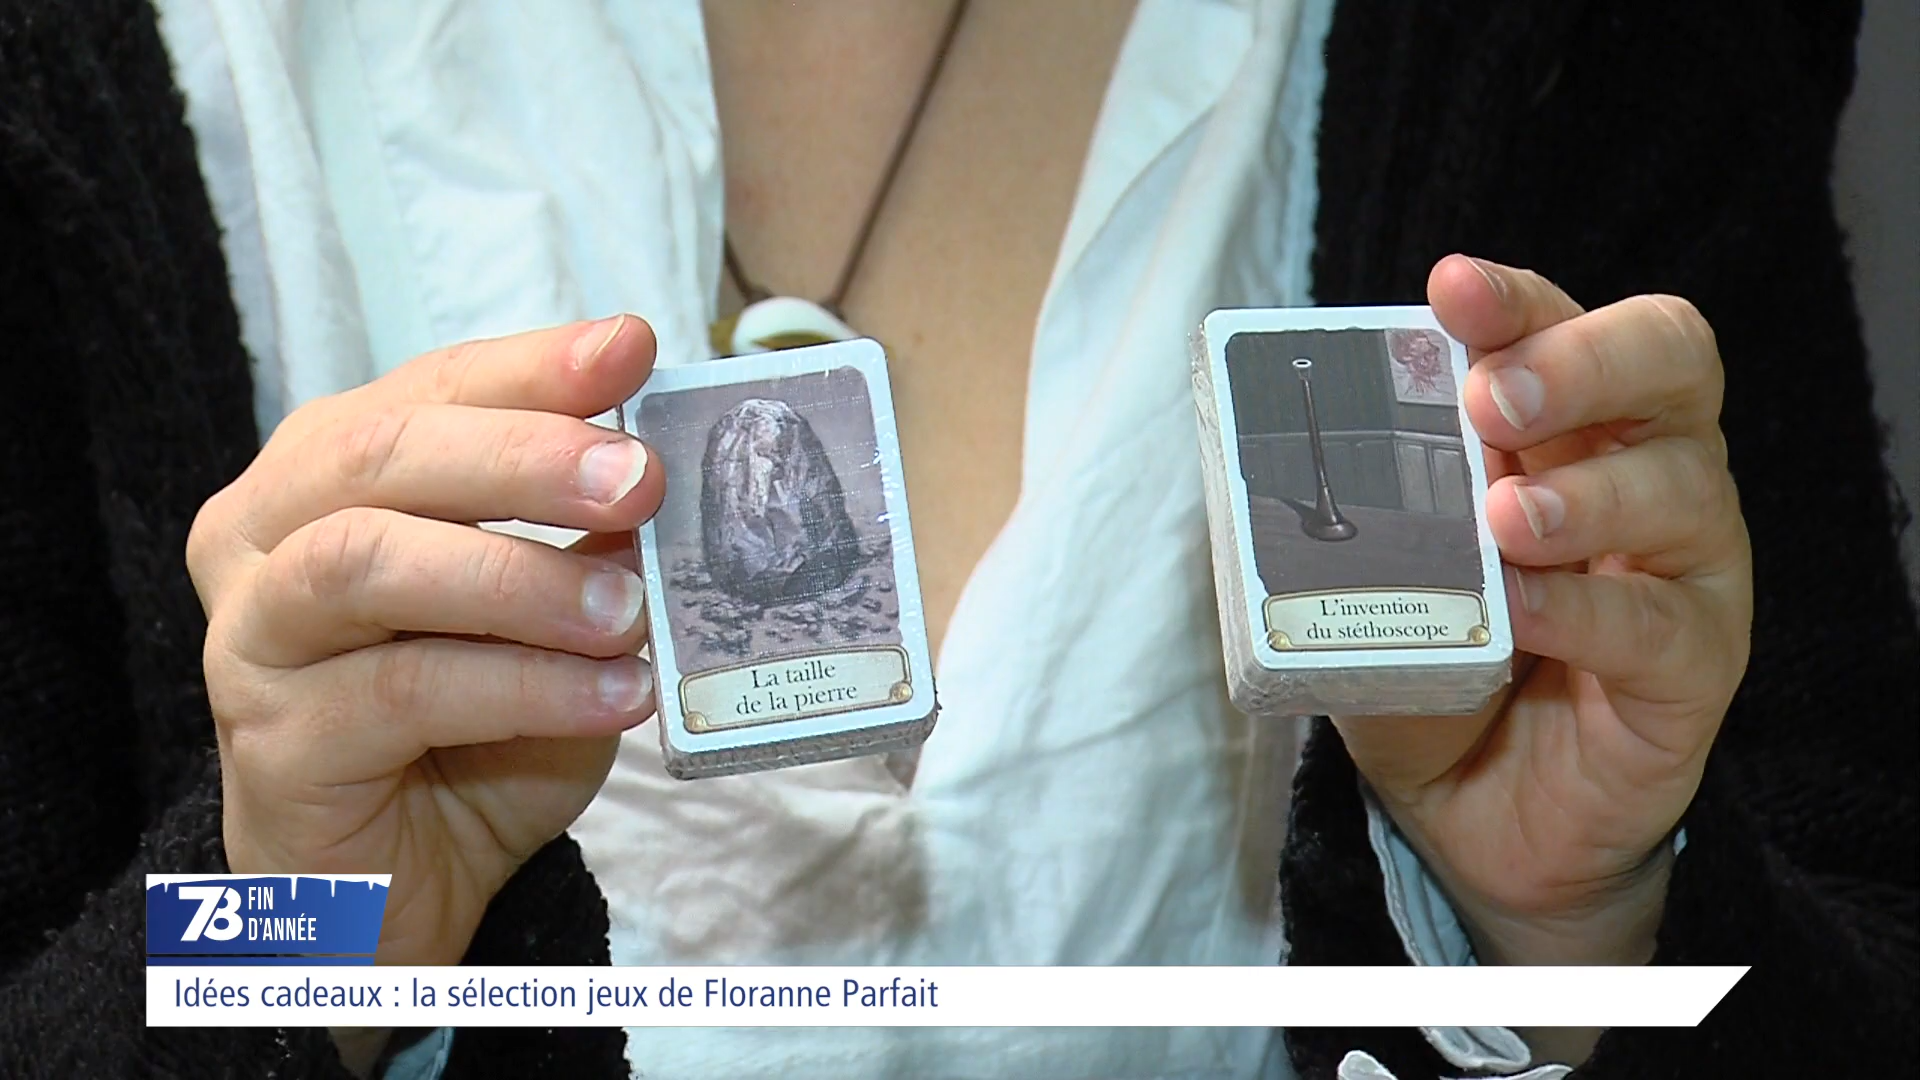 La taille
de la pierre
L'invention
du stéthoscope
78
FIN
D'ANNÉE
Idées cadeaux : la sélection jeux de Floranne Parfait